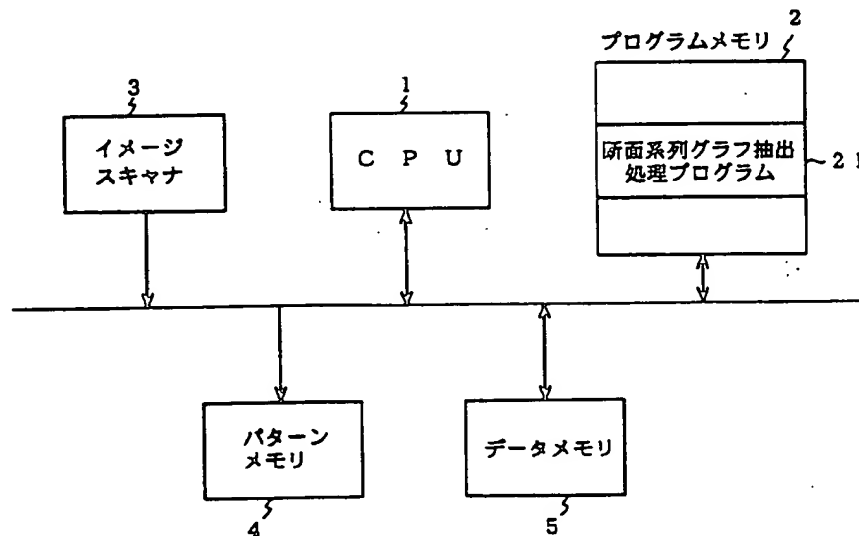 2
プログラムメモリ
3
1
イメージ
スキャナ
C P U
断面系列グラフ抽出
処理プログラム
21
パターン
メモリ
データメモリ
4
5